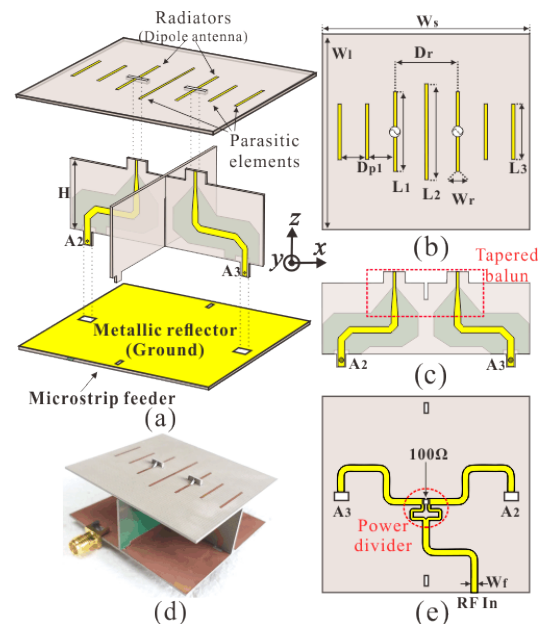 Radiators
(Dipole antenna)
Parasitic
elements
H
A2
A3
z
y
x
Metallic reflector
(Ground)
Microstrip feeder
(a)
Ws
Wl
Dr
Dp1
L1
L2
Wr
L3
(b)
Tapered
balun
A2
A3
(c)
(d)
100Ω
A3
A2
Power
divider
Wf
RF In
(e)